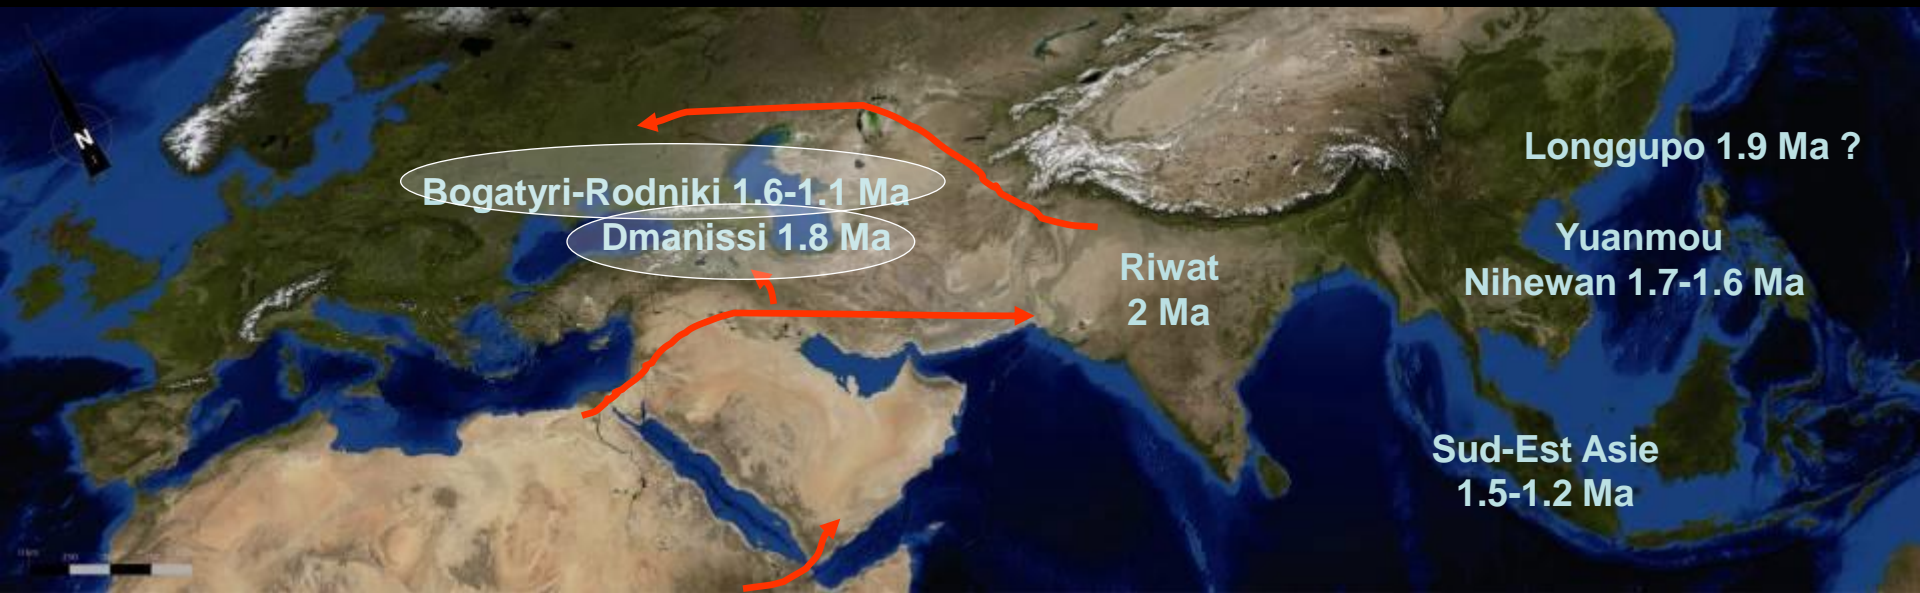 N
Longgupo 1.9 Ma ?
Bogatyri-Rodniki 1.6-1.1 Ma
Dmanissi 1.8 Ma
Yuanmou
Nihewan 1.7-1.6 Ma
Riwat
2 Ma
Sud-Est Asie
1.5-1.2 Ma